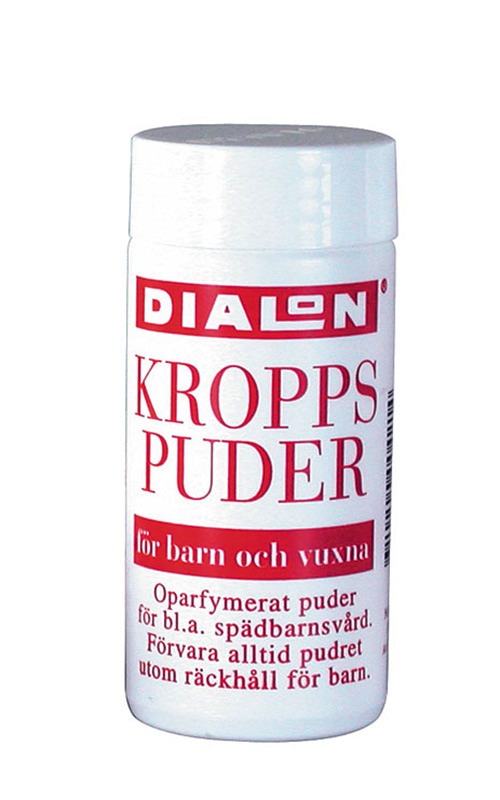 DIALON®
KROPPS
PUDER
för barn och vuxna
Oparfymerat puder
för bl.a. spädbarnsvård.
Förvara alltid pudret
utom räckhåll för barn.